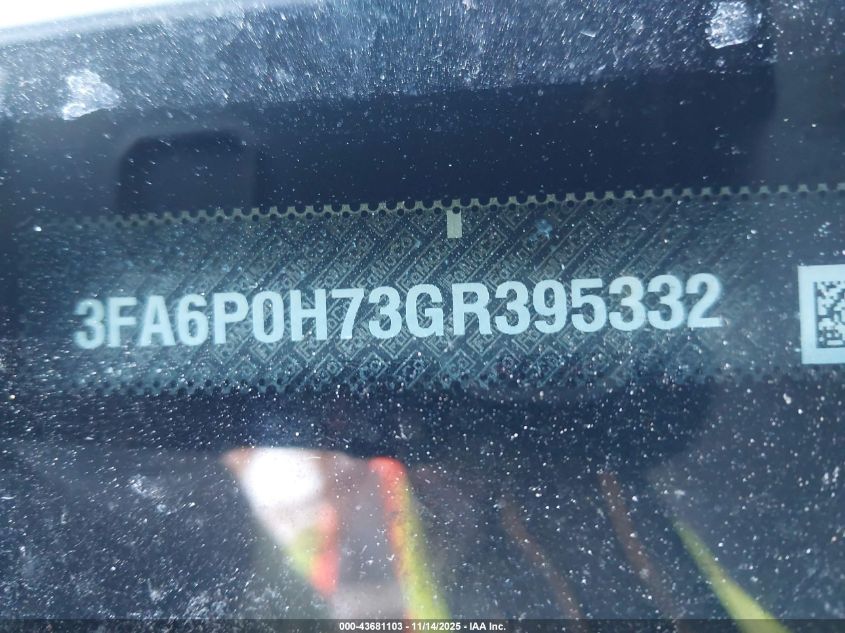 3FA6P0H73GR395332
000-43681103 - 11/14/2025 - IAA Inc.